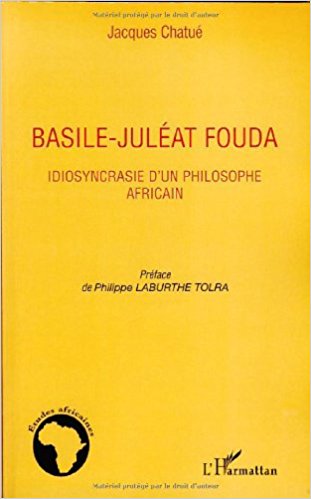 Matériel protégé par le droit d'auteur
Jacques Chatué
BASILE-JULÉAT FOUDA
IDIOSYNCRASIE D'UN PHILOSOPHE
AFRICAIN
Préface
de Philippe LABURTHE TOLRA
Études africaines
L'Harmattan
Matériel protégé par le droit d'auteur